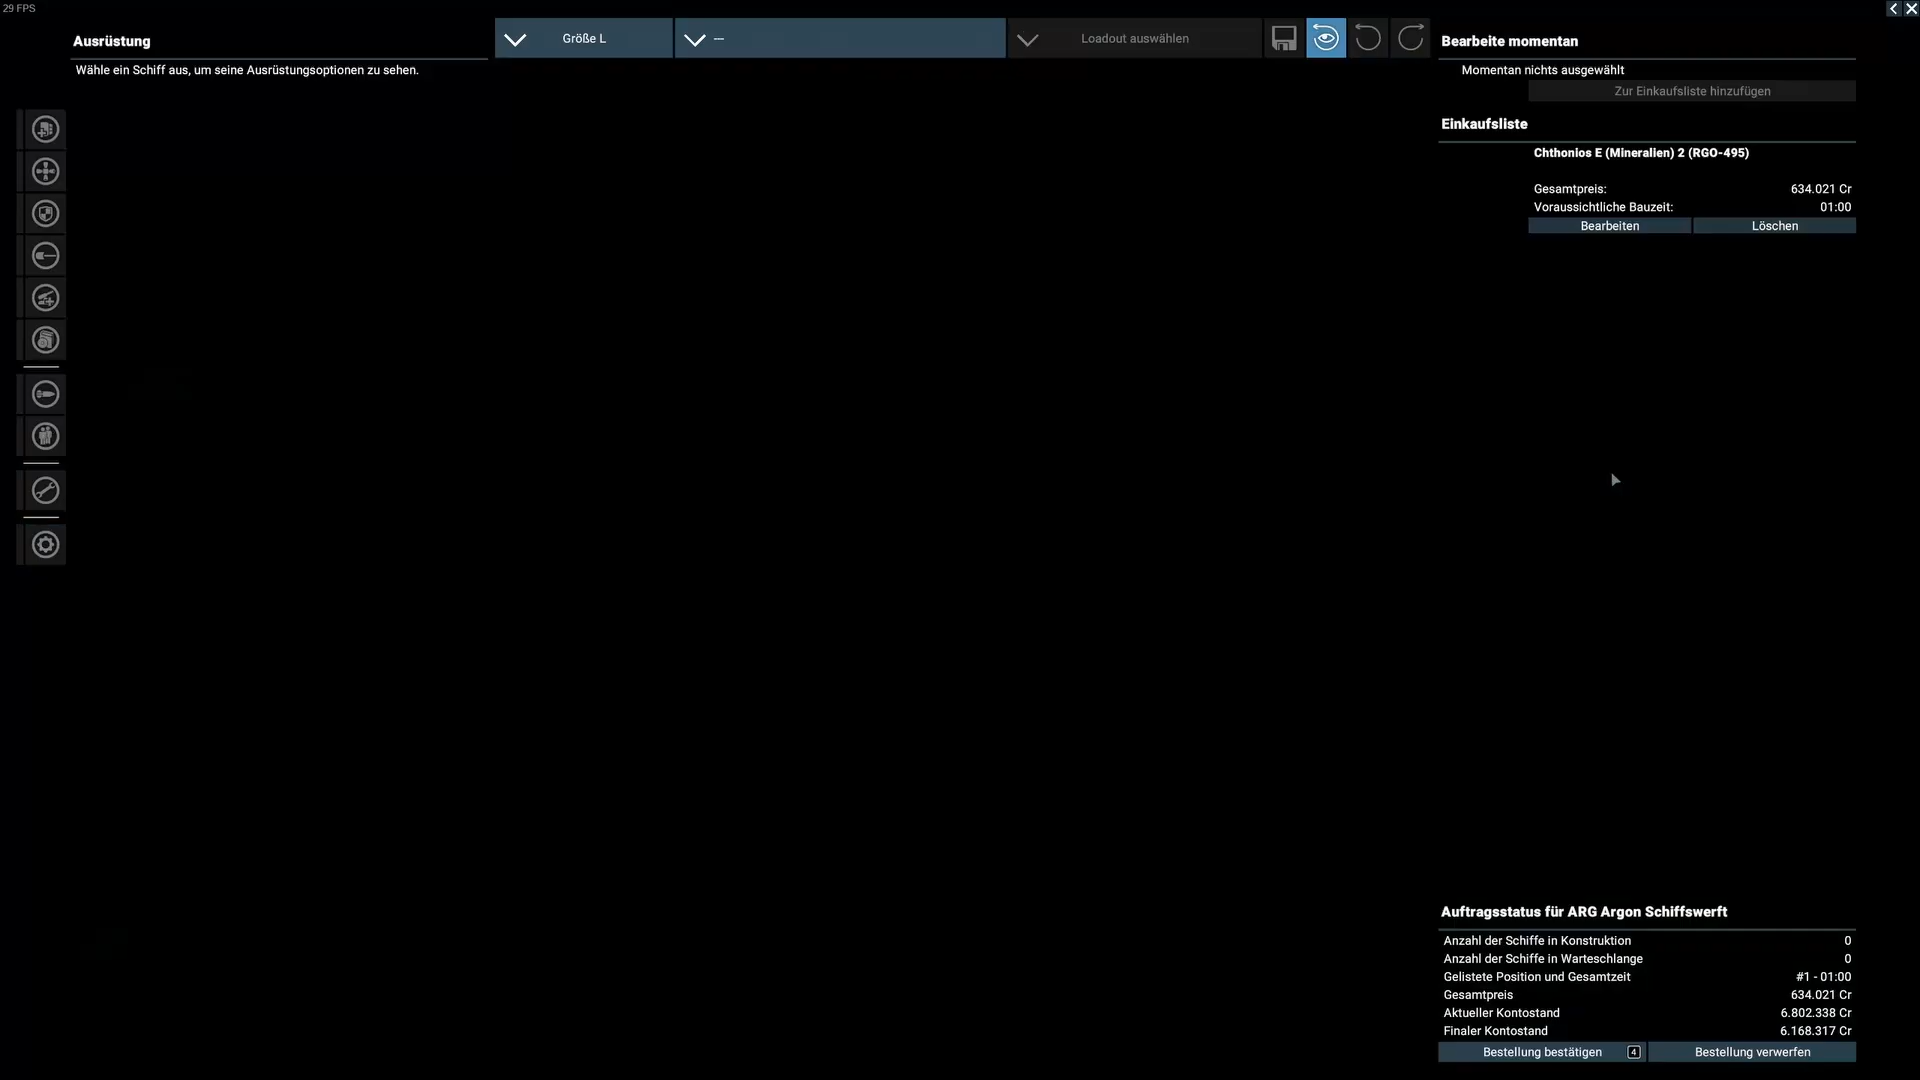 29 FPS
Ausrüstung
Wähle ein Schiff aus, um seine Ausrüstungsoptionen zu sehen.
Größe L
—
Loadout auswählen
Bearbeite momentan
Momentan nichts ausgewählt
Zur Einkaufsliste hinzufügen
Einkaufsliste
Chthonios E (Mineralien) 2 (RGO-495)
Gesamtpreis: 634.021 Cr
Voraussichtliche Bauzeit: 01:00
Bearbeiten Löschen
Auftragsstatus für ARG Argon Schiffswerft
Anzahl der Schiffe in Konstruktion 0
Anzahl der Schiffe in Warteschlange 0
Gelistete Position und Gesamtzeit #1 - 01:00
Gesamtpreis 634.021 Cr
Aktueller Kontostand 6.802.338 Cr
Finaler Kontostand 6.168.317 Cr
Bestellung bestätigen 4 Bestellung verwerfen